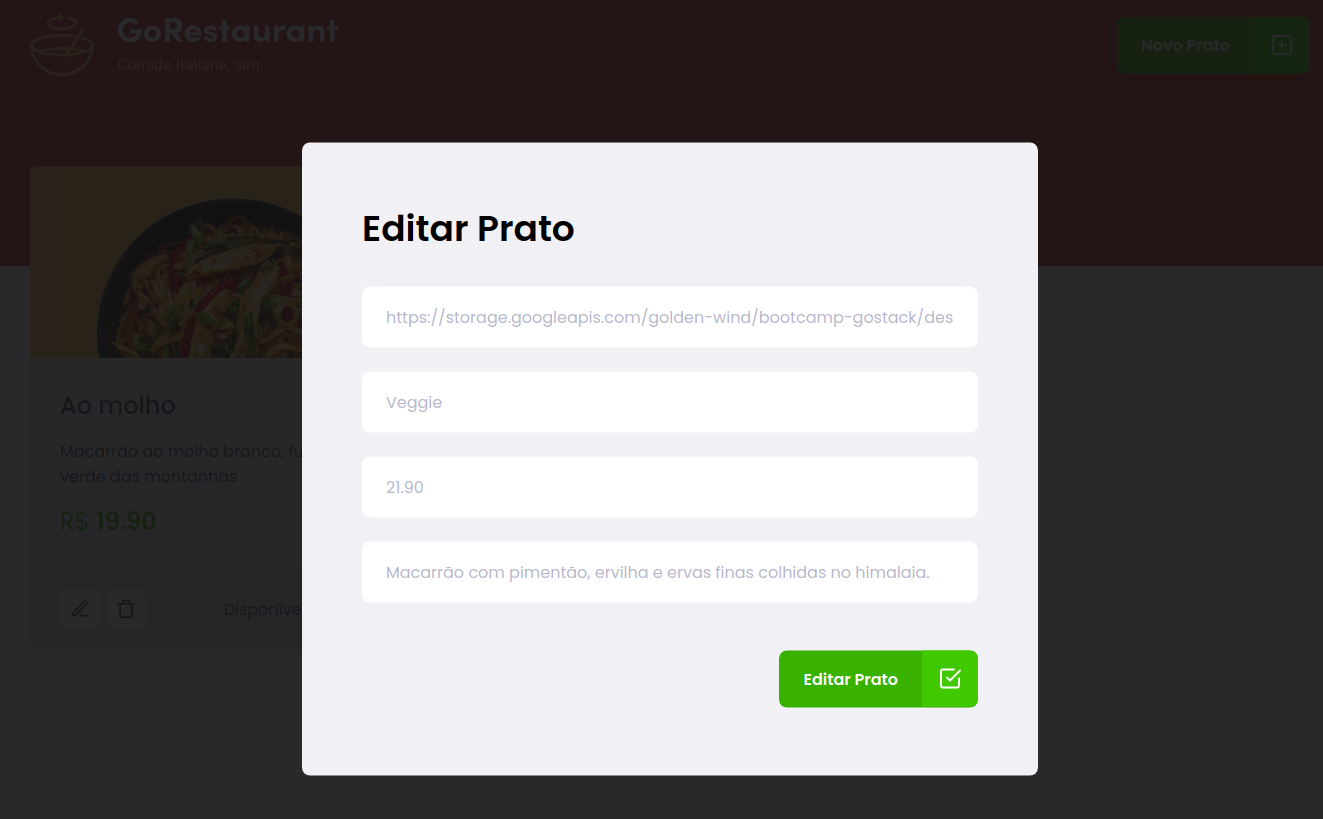 GoRestaurant
Comida Italiana, sim.
Novo Prato
Editar Prato
https://storage.googleapis.com/golden-wind/bootcamp-gostack/des
Veggie
21.90
Macarrão com pimentão, ervilha e ervas finas colhidas no himalaia.
Editar Prato
Ao molho
Macarrão ao molho branco, fu
verde das montanhas
R$ 19.90
Disponíve